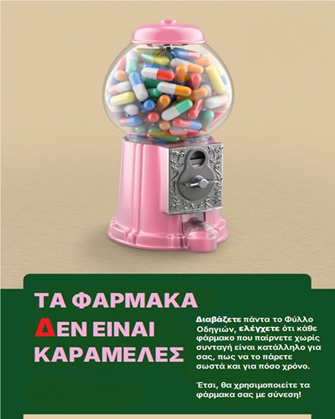 ΤΑ ΦΑΡΜΑΚΑ
ΔΕΝ ΕΙΝΑΙ
ΚΑΡΑΜΕΛΕΣ
Διαβάζετε πάντα το Φύλλο
Οδηγιών, ελέγχετε ότι κάθε
φάρμακο που παίρνετε χωρίς
συνταγή είναι κατάλληλο για
σας, πως να το πάρετε
σωστά και για πόσο χρόνο.
Έτσι, θα χρησιμοποιείτε τα
φάρμακα σας με σύνεση!